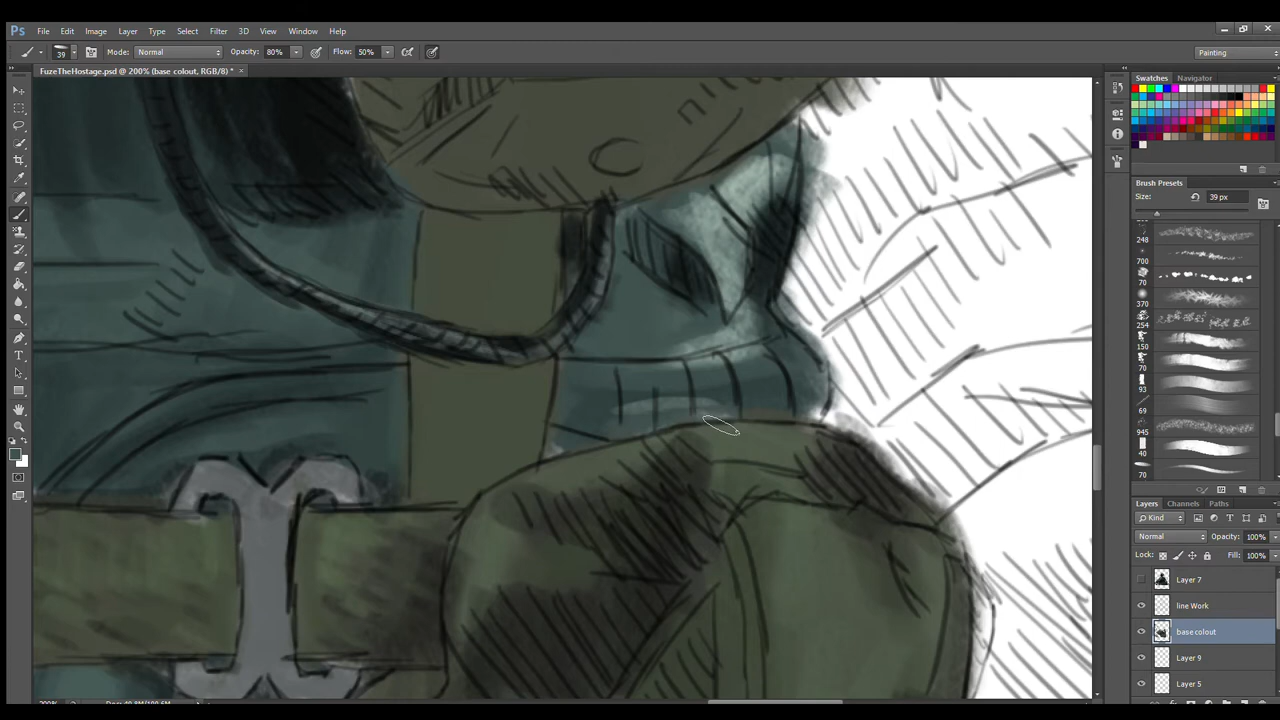 Ps File Edit Image Layer Type Select Filter 3D View Window Help
39 Mode: Normal Opacity: 80% Flow: 50% Painting
FuzeTheHostage.psd @ 200% (base colout, RGB/8) * ×
Swatches Navigator
Brush Presets
Size: 39 px
248
700
70
370
254
150
70
93
69
945
40
70
Layers Channels Paths
Kind
Normal Opacity: 100%
Lock: Fill: 100%
Layer 7
line Work
base colout
Layer 9
Layer 5